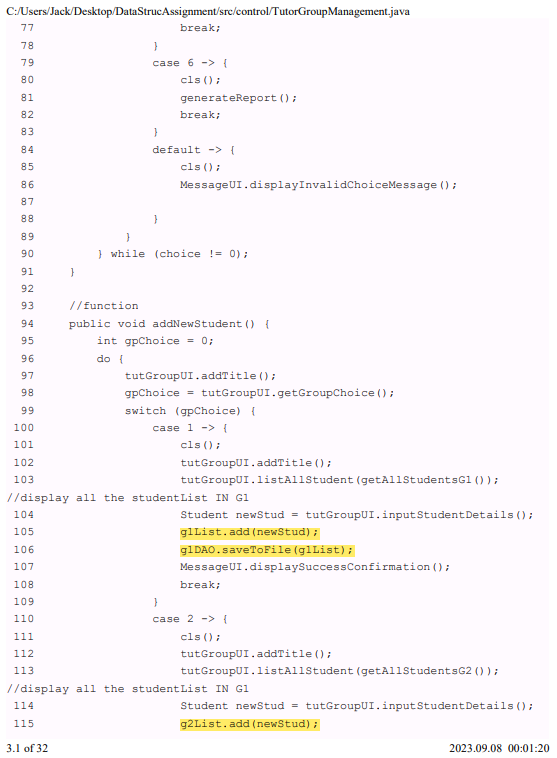 C:/Users/Jack/Desktop/DataStrucAssignment/src/control/TutorGroupManagement.java
77                     break;
78                 }
79                 case 6 -> {
80                     cls();
81                     generateReport();
82                     break;
83                 }
84                 default -> {
85                     cls();
86                     MessageUI.displayInvalidChoiceMessage();
87
88                 }
89             }
90         } while (choice != 0);
91     }
92
93     //function
94     public void addNewStudent() {
95         int gpChoice = 0;
96         do {
97             tutGroupUI.addTitle();
98             gpChoice = tutGroupUI.getGroupChoice();
99             switch (gpChoice) {
100                 case 1 -> {
101                     cls();
102                     tutGroupUI.addTitle();
103                     tutGroupUI.listAllStudent(getAllStudentsG1());
//display all the studentList IN G1
104                     Student newStud = tutGroupUI.inputStudentDetails();
105                     g1List.add(newStud);
106                     g1DAO.saveToFile(g1List);
107                     MessageUI.displaySuccessConfirmation();
108                     break;
109                 }
110                 case 2 -> {
111                     cls();
112                     tutGroupUI.addTitle();
113                     tutGroupUI.listAllStudent(getAllStudentsG2());
//display all the studentList IN G1
114                     Student newStud = tutGroupUI.inputStudentDetails();
115                     g2List.add(newStud);
3.1 of 32 2023.09.08 00:01:20